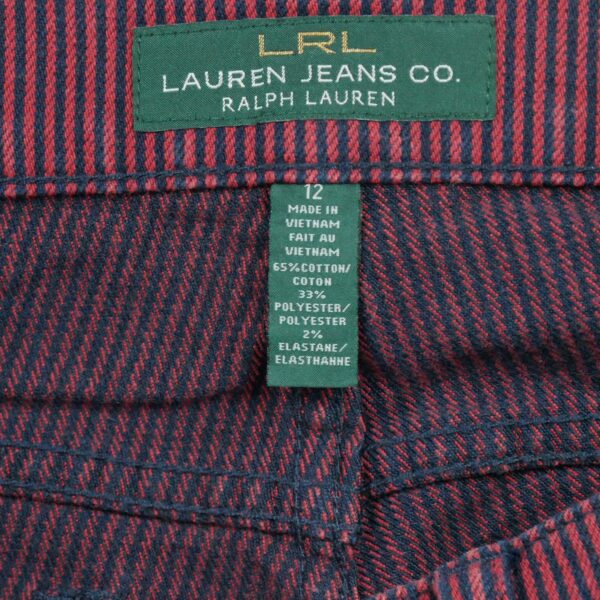 LRL
LAUREN JEANS CO.
RALPH LAUREN
12
MADE IN
VIETNAM
FAIT AU
VIETNAM
65%COTTON/
COTON
33%
POLYESTER/
POLYESTER
2%
ELASTANE/
ELASTHANNE